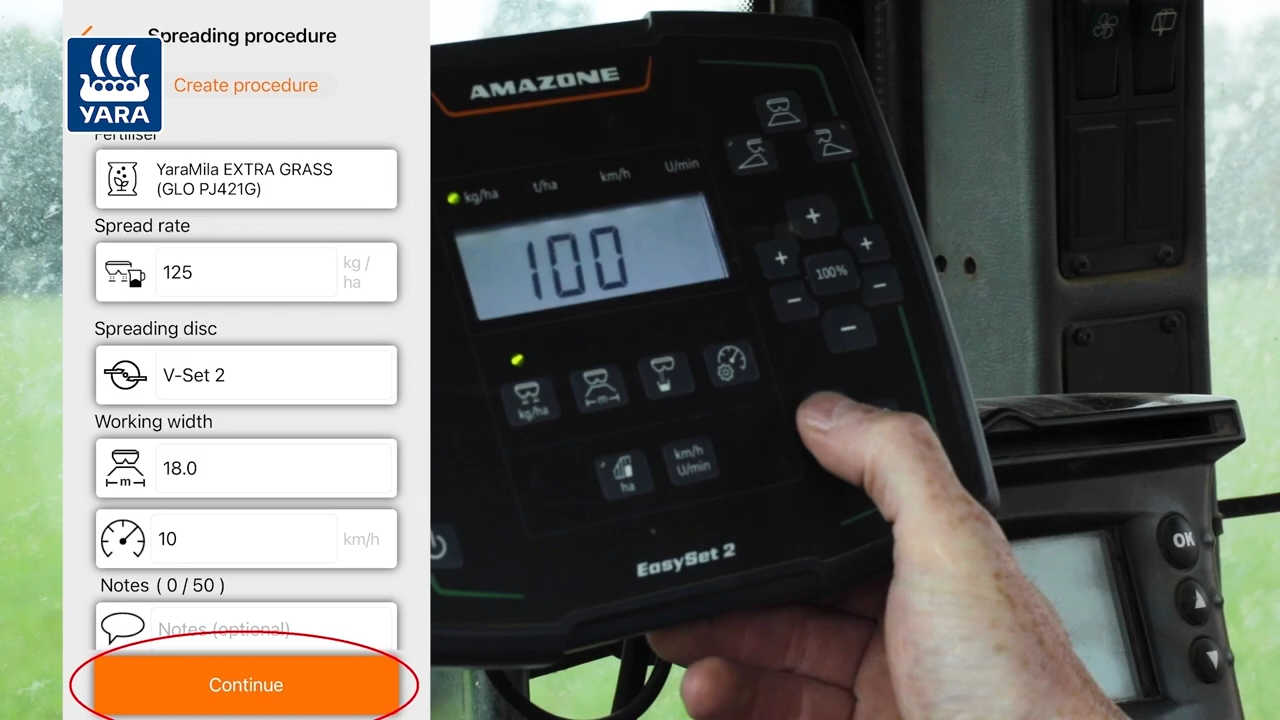 Spreading procedure
YARA
Create procedure
Fertiliser
YaraMila EXTRA GRASS
(GLO PJ421G)
Spread rate
125
kg /
ha
Spreading disc
V-Set 2
Working width
m
18.0
10
km/h
Notes ( 0 / 50 )
Notes (optional)
Continue
AMAZONE
kg/ha
t/ha
km/h
U/min
100
+
+
+
100%
−
−
−
kg/ha
m
ha
km/h
U/min
EasySet 2
OK